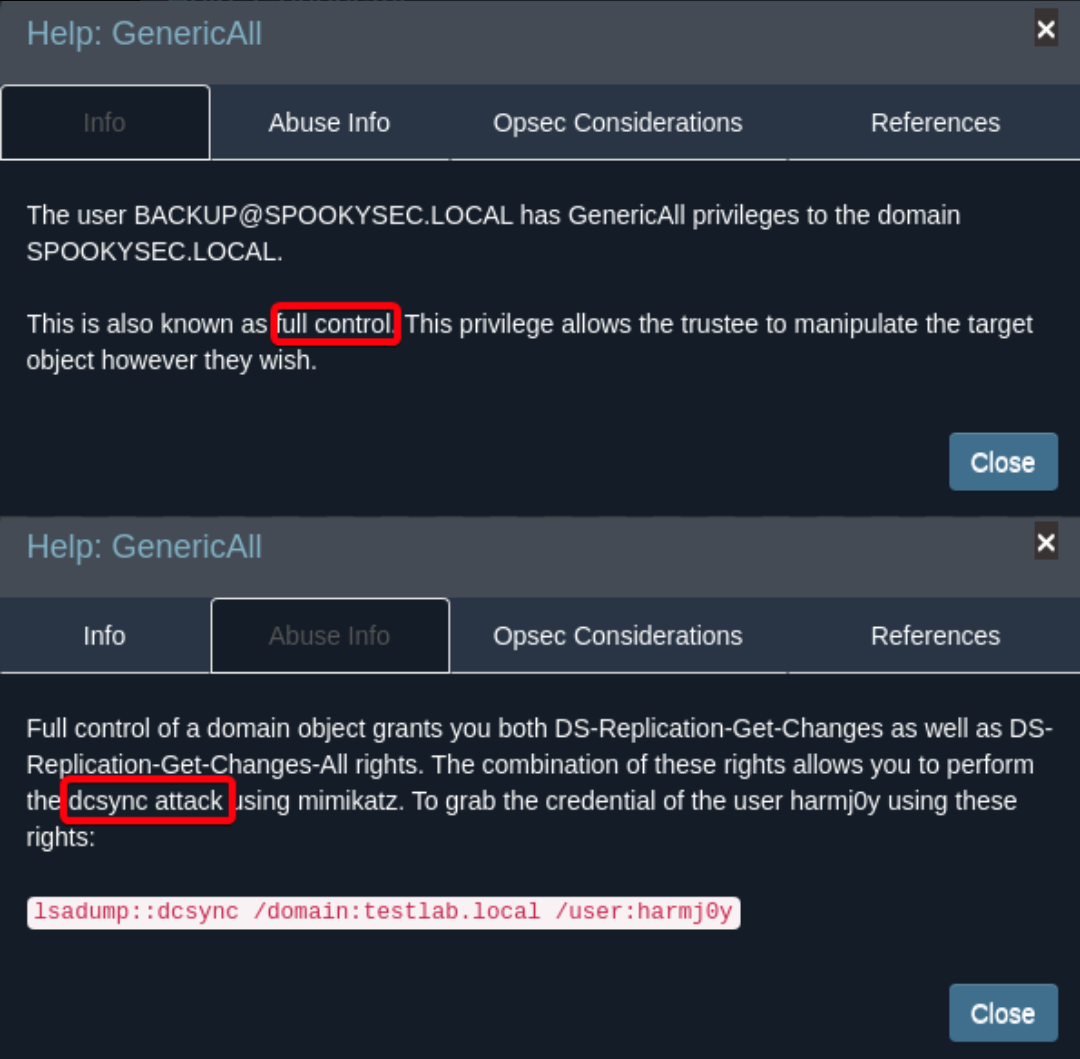 Help: GenericAll
×
Info
Abuse Info
Opsec Considerations
References
The user BACKUP@SPOOKYSEC.LOCAL has GenericAll privileges to the domain
SPOOKYSEC.LOCAL.
This is also known as full control. This privilege allows the trustee to manipulate the target
object however they wish.
Close
Help: GenericAll
×
Info
Abuse Info
Opsec Considerations
References
Full control of a domain object grants you both DS-Replication-Get-Changes as well as DS-
Replication-Get-Changes-All rights. The combination of these rights allows you to perform
the dcsync attack using mimikatz. To grab the credential of the user harmj0y using these
rights:
lsadump::dcsync /domain:testlab.local /user:harmj0y
Close